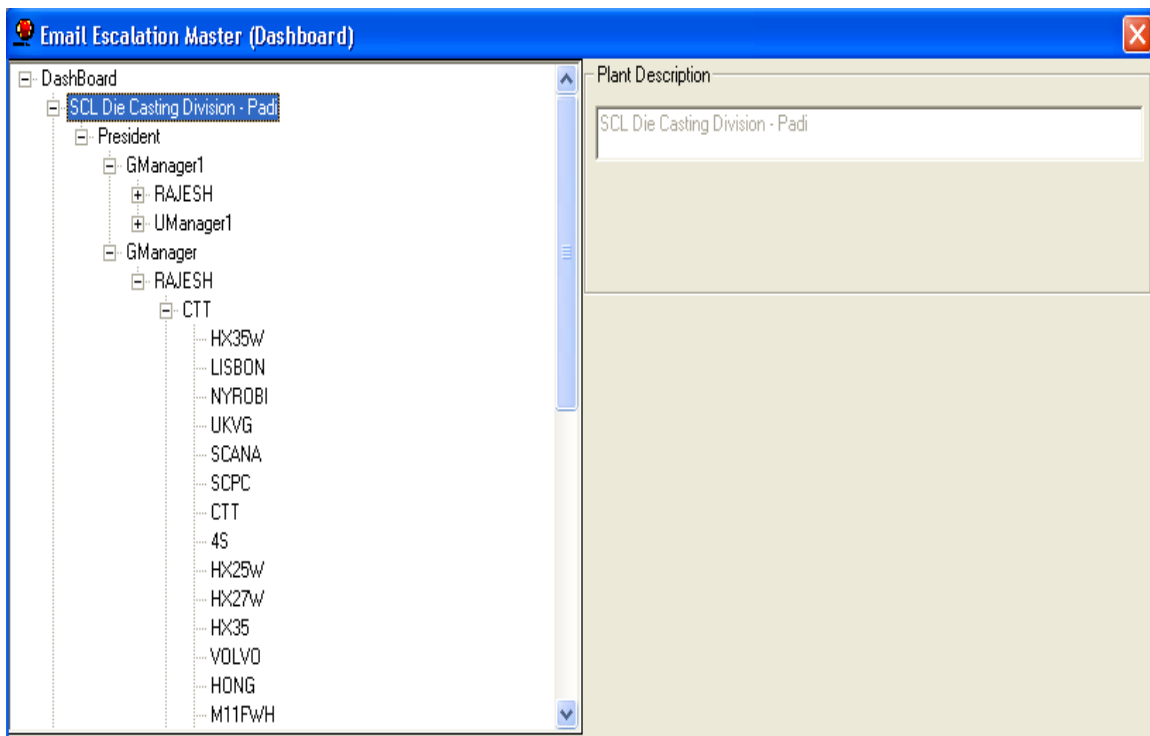 Email Escalation Master (Dashboard)
DashBoard
SCL Die Casting Division - Padi
President
GManager1
RAJESH
UManager1
GManager
RAJESH
CTT
HX35W
LISBON
NYROBI
UKVG
SCANA
SCPC
CTT
4S
HX25W
HX27W
HX35
VOLVO
HONG
M11FWH
Plant Description
SCL Die Casting Division - Padi